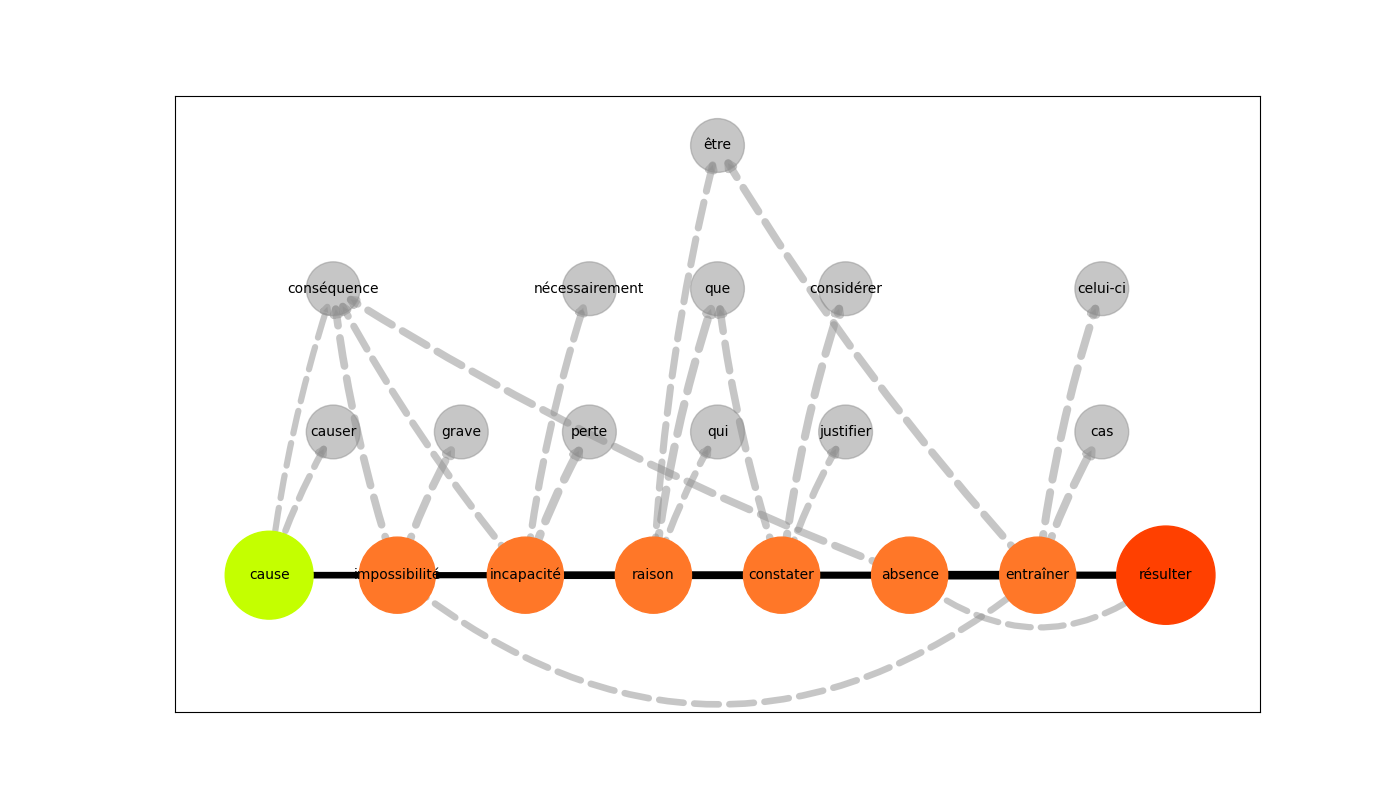 être
conséquence
nécessairement
que
considérer
celui-ci
causer
grave
perte
qui
justifier
cas
cause
impossibilité
incapacité
raison
constater
absence
entraîner
résulter